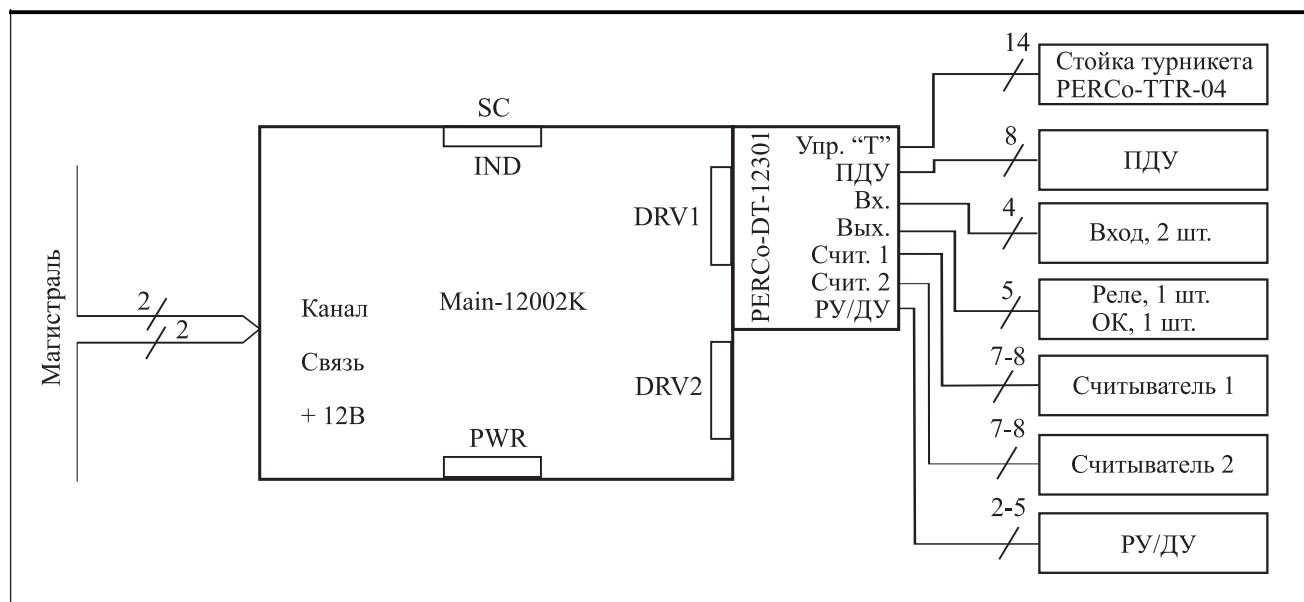 14
Стойка турникета
PERCo-TTR-04
SC
IND
Упр. “Т”
8
ПДУ
ПДУ
DRV1
PERCo-DT-12301
Вх.
4
Вход, 2 шт.
Вых.
Счит. 1
Счит. 2
РУ/ДУ
5
Реле, 1 шт.
ОК, 1 шт.
Магистраль
2
2
Канал
Связь
+ 12В
Main-12002K
DRV2
PWR
7-8
Считыватель 1
7-8
Считыватель 2
2-5
РУ/ДУ